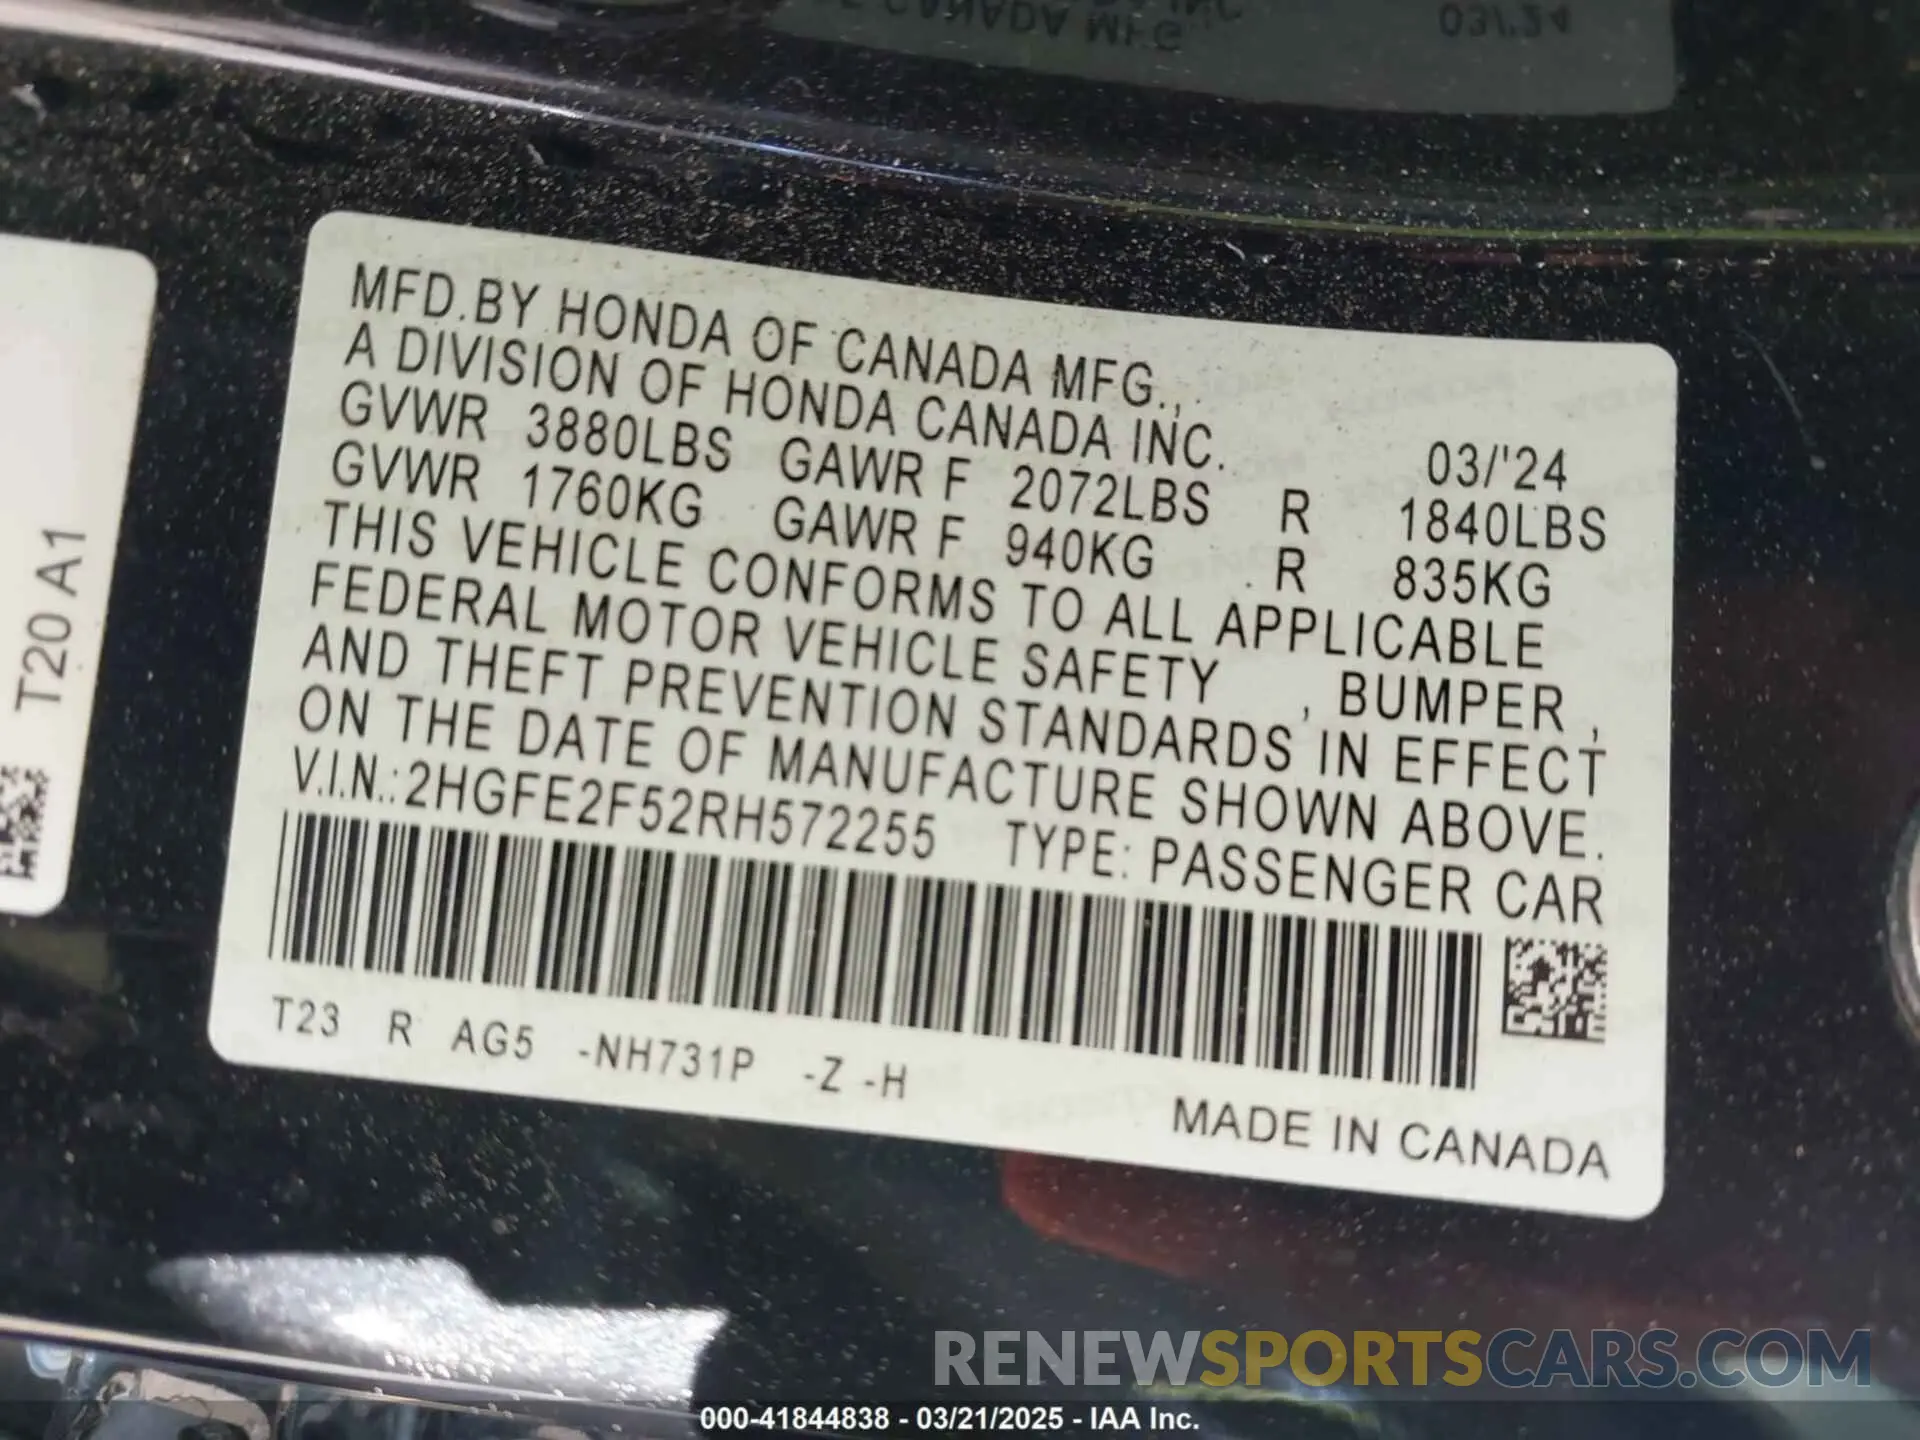 MFD.BY HONDA OF CANADA MFG.,
A DIVISION OF HONDA CANADA INC. 03/'24
GVWR 3880LBS GAWR F 2072LBS R 1840LBS
GVWR 1760KG GAWR F 940KG R 835KG
THIS VEHICLE CONFORMS TO ALL APPLICABLE
FEDERAL MOTOR VEHICLE SAFETY , BUMPER ,
AND THEFT PREVENTION STANDARDS IN EFFECT
ON THE DATE OF MANUFACTURE SHOWN ABOVE.
V.I.N.:2HGFE2F52RH572255 TYPE: PASSENGER CAR
T23 R AG5 -NH731P -Z -H
MADE IN CANADA
T20 A1
RENEWSPORTSCARS.COM
000-41844838 - 03/21/2025 - IAA Inc.